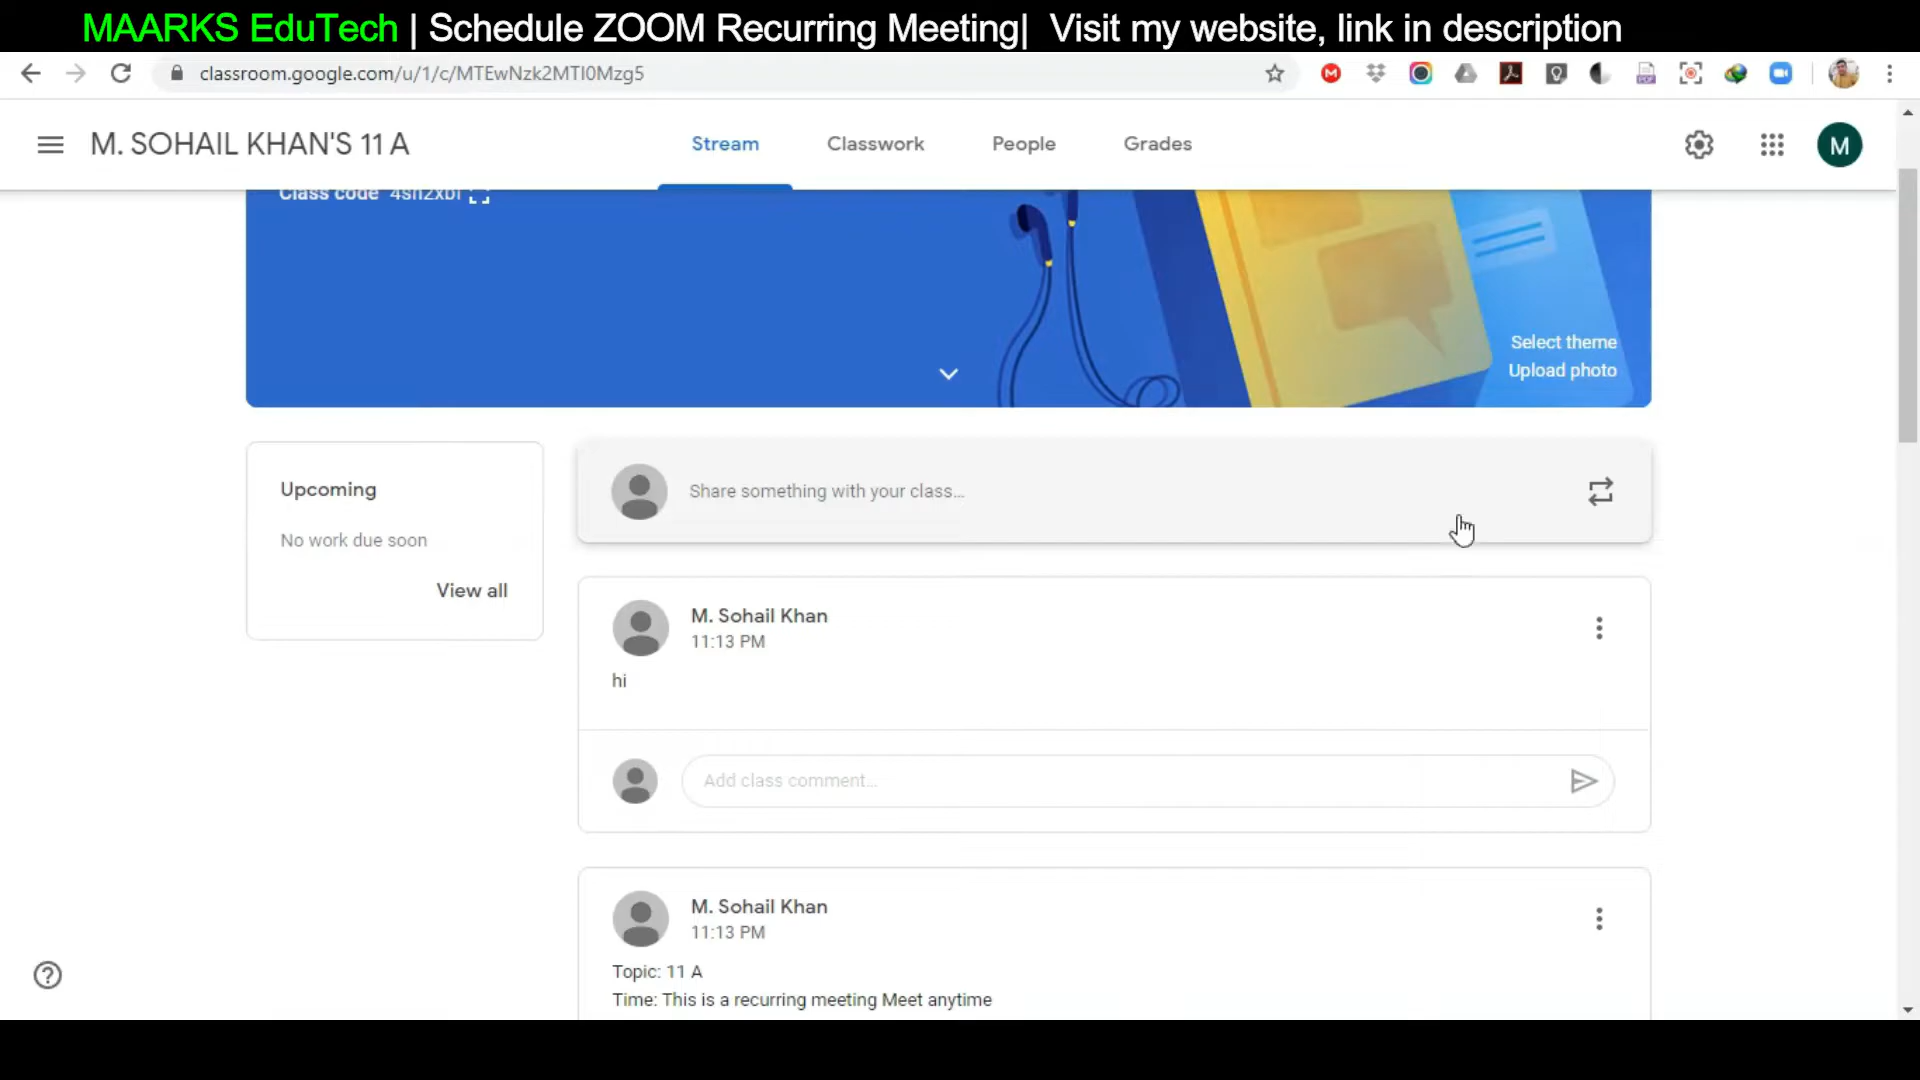 MAARKS EduTech | Schedule ZOOM Recurring Meeting| Visit my website, link in description
classroom.google.com/u/1/c/MTEwNzk2MTI0Mzg5
M. SOHAIL KHAN'S 11 A
Stream
Classwork
People
Grades
M
Class code
Select theme
Upload photo
Upcoming
No work due soon
View all
Share something with your class...
M. Sohail Khan
11:13 PM
hi
Add class comment...
M. Sohail Khan
11:13 PM
Topic: 11 A
Time: This is a recurring meeting Meet anytime